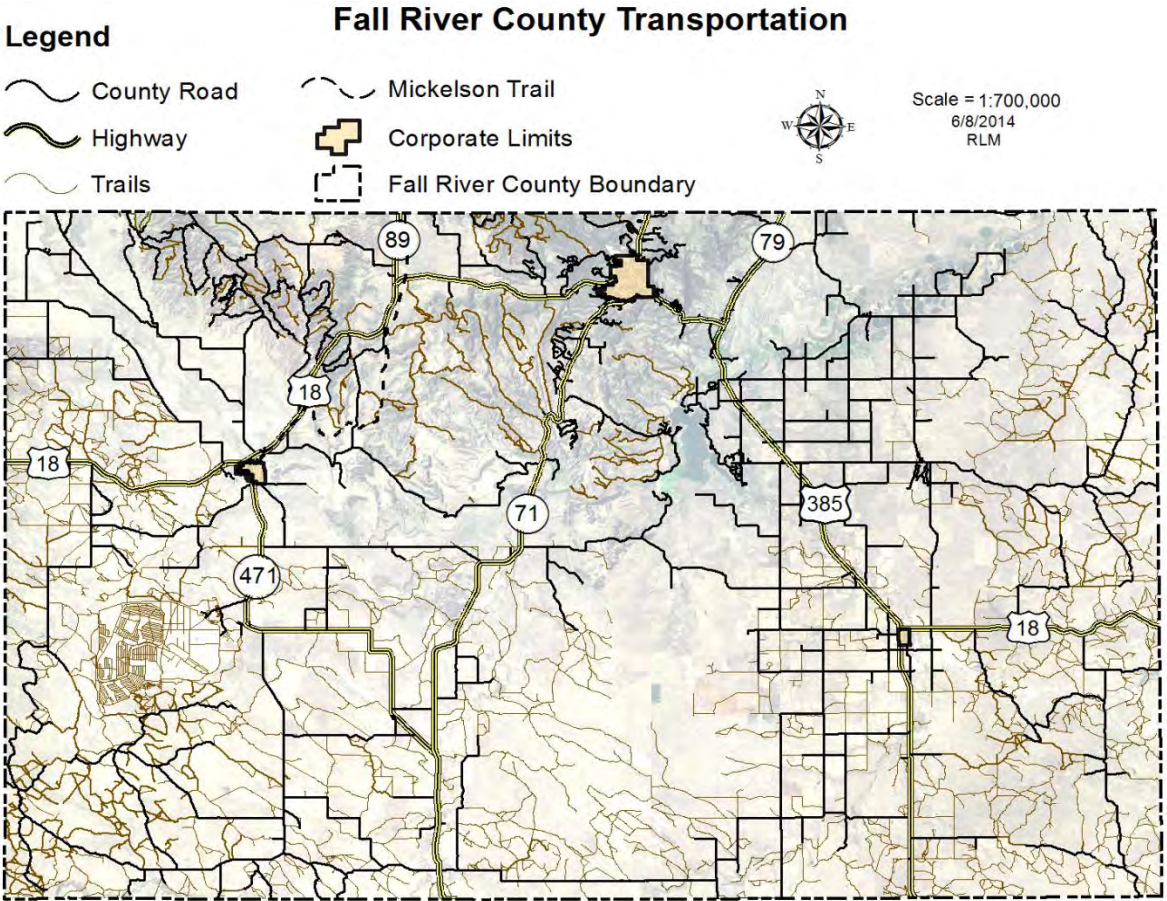 Fall River County Transportation
Legend
County Road
Mickelson Trail
Highway
Corporate Limits
Trails
Fall River County Boundary
N
W E
S
Scale = 1:700,000
6/8/2014
RLM
89
79
18
18
71
385
471
18